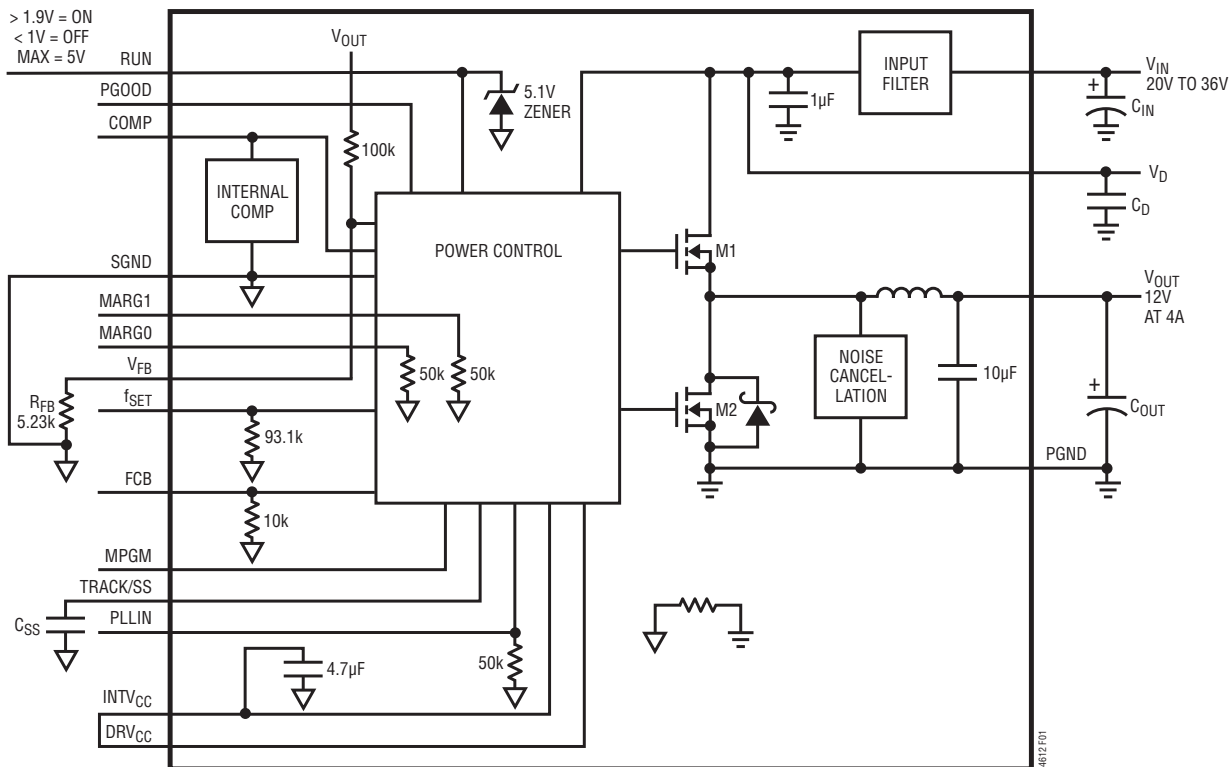 > 1.9V = ON
< 1V = OFF
MAX = 5V
RUN
PGOOD
COMP
INTERNAL
COMP
SGND
MARG1
MARG0
VFB
RFB
5.23k
fSET
93.1k
FCB
10k
MPGM
TRACK/SS
CSS
PLLIN
4.7µF
50k
INTVCC
DRVCC
VOUT
100k
5.1V
ZENER
POWER CONTROL
50k
50k
1µF
INPUT
FILTER
VIN
20V TO 36V
CIN
+
VD
CD
M1
VOUT
12V
AT 4A
NOISE
CANCEL-
LATION
10µF
+
COUT
M2
PGND
4612 F01